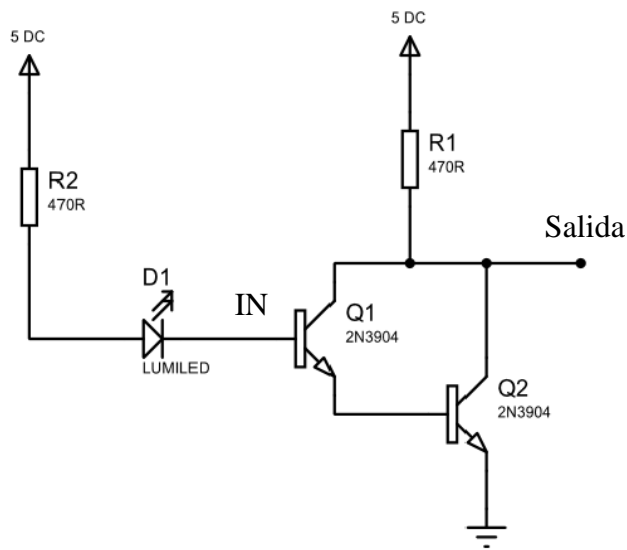 5 DC
5 DC
R2
470R
R1
470R
Salida
D1
LUMILED
IN
Q1
2N3904
Q2
2N3904